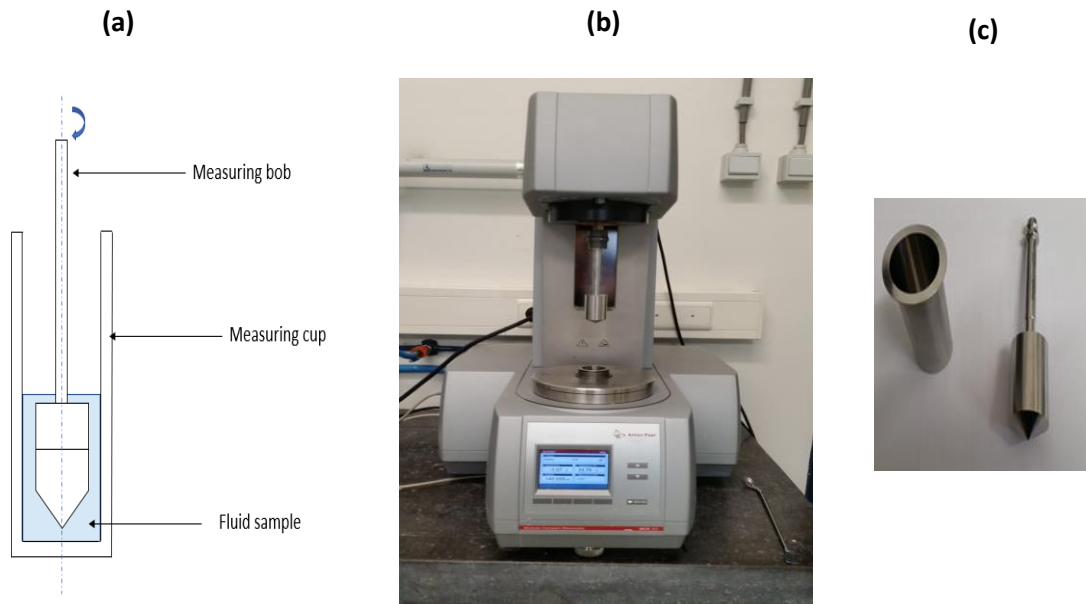 (a)
(b)
(c)
Measuring bob
Measuring cup
Fluid sample
Anton Paar